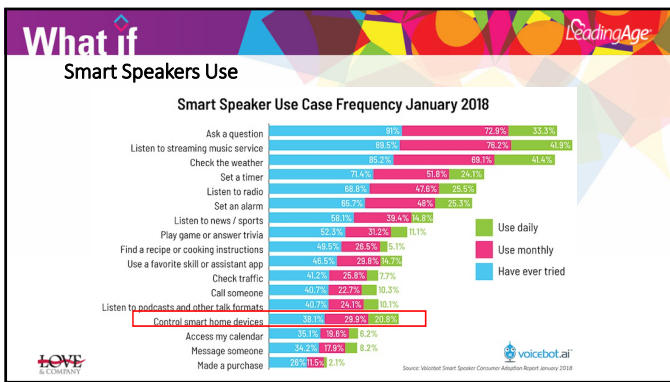 What if
LeadingAge
Smart Speakers Use
Smart Speaker Use Case Frequency January 2018
Ask a question 91% 72.9% 33.3%
Listen to streaming music service 89.5% 76.2% 41.9%
Check the weather 85.2% 69.1% 41.4%
Set a timer 71.4% 51.8% 24.1%
Listen to radio 68.8% 47.6% 25.5%
Set an alarm 65.7% 48% 25.3%
Listen to news / sports 58.1% 39.4% 14.8%
Play game or answer trivia 52.3% 31.2% 11.1%
Find a recipe or cooking instructions 49.5% 26.5% 5.1%
Use a favorite skill or assistant app 46.5% 29.8% 14.7%
Check traffic 41.2% 25.8% 7.7%
Call someone 40.7% 22.7% 10.3%
Listen to podcasts and other talk formats 40.7% 24.1% 10.1%
Control smart home devices 38.1% 29.9% 20.8%
Access my calendar 35.1% 19.6% 6.2%
Message someone 34.2% 17.9% 8.2%
Made a purchase 26% 11.5% 2.1%
Use daily
Use monthly
Have ever tried
LOVE
& COMPANY
voicebot.ai
Source: Voicebot Smart Speaker Consumer Adoption Report January 2018